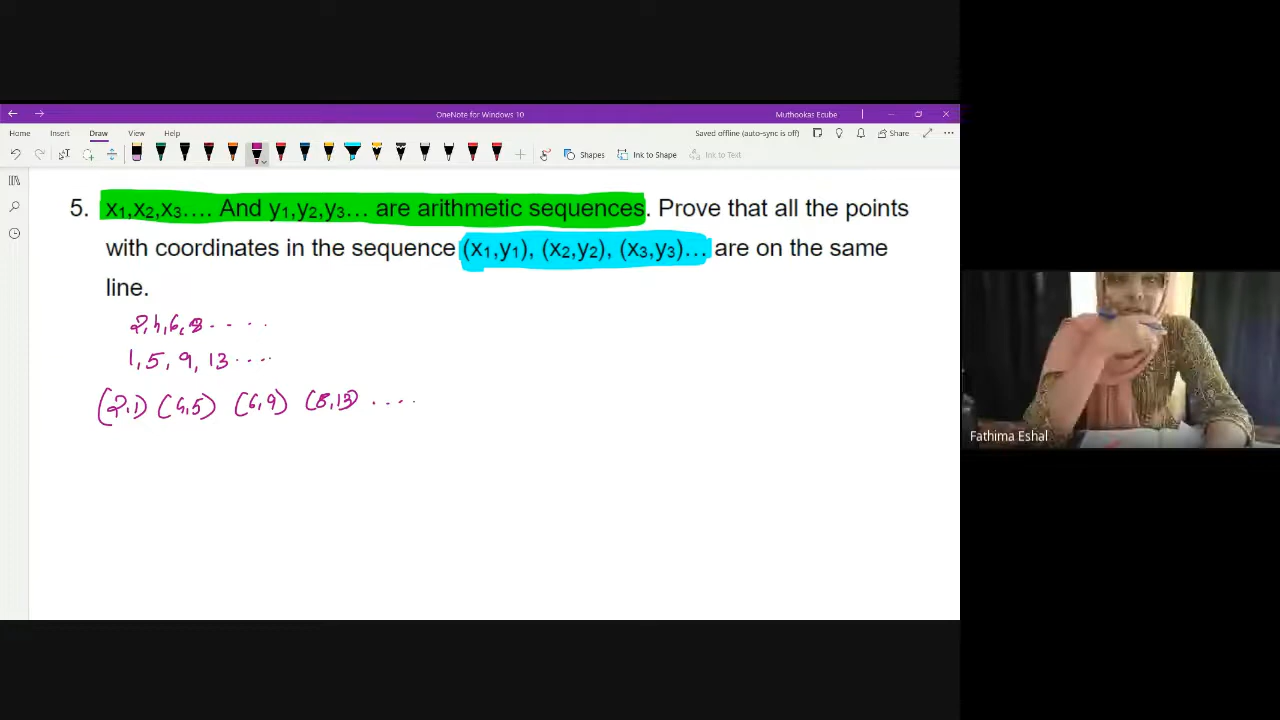 OneNote for Windows 10
Muthookas Ecube
Home Insert Draw View Help
Saved offline (auto-sync is off)
Share
Shapes
Ink to Shape
Ink to Text
5. x₁,x₂,x₃…. And y₁,y₂,y₃… are arithmetic sequences. Prove that all the points
with coordinates in the sequence (x₁,y₁), (x₂,y₂), (x₃,y₃)… are on the same
line.
2,4,6,8.....
1,5,9,13....
(2,1) (4,5) (6,9) (8,13) ....
Fathima Eshal